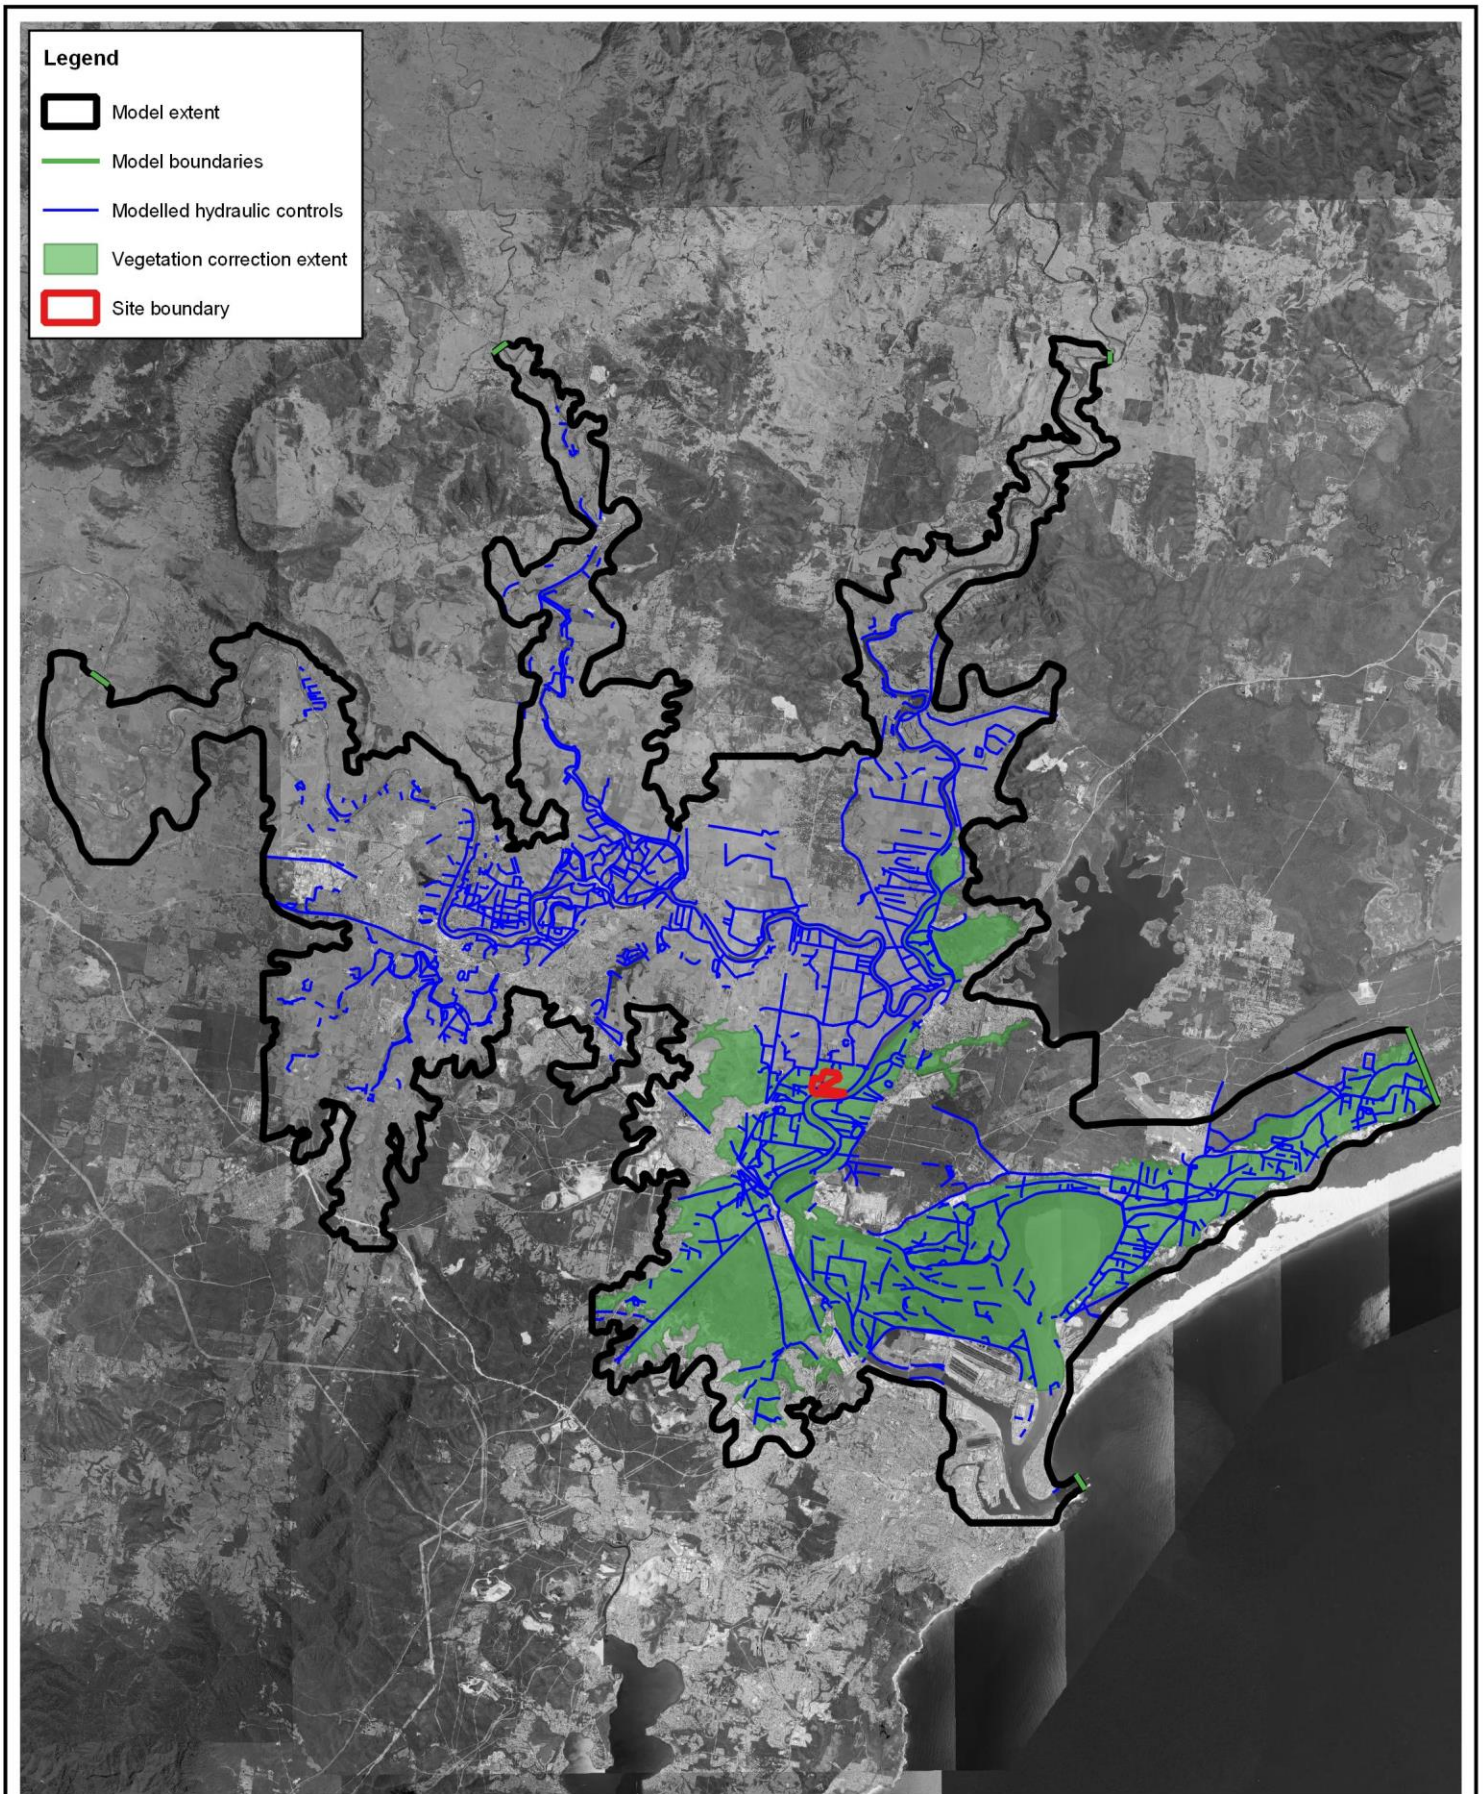 Legend
Model extent
Model boundaries
Modelled hydraulic controls
Vegetation correction extent
Site boundary